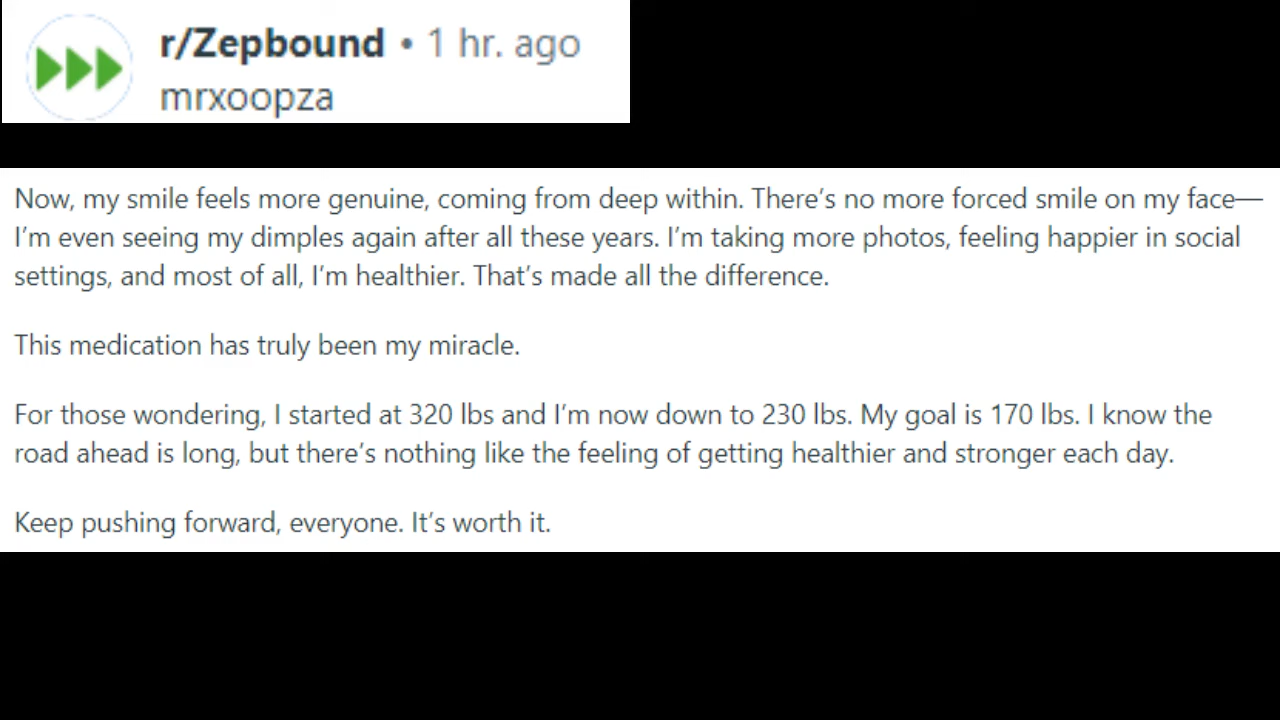 r/Zepbound • 1 hr. ago
mrxoopza
Now, my smile feels more genuine, coming from deep within. There’s no more forced smile on my face—
I’m even seeing my dimples again after all these years. I’m taking more photos, feeling happier in social
settings, and most of all, I’m healthier. That’s made all the difference.
This medication has truly been my miracle.
For those wondering, I started at 320 lbs and I’m now down to 230 lbs. My goal is 170 lbs. I know the
road ahead is long, but there’s nothing like the feeling of getting healthier and stronger each day.
Keep pushing forward, everyone. It’s worth it.